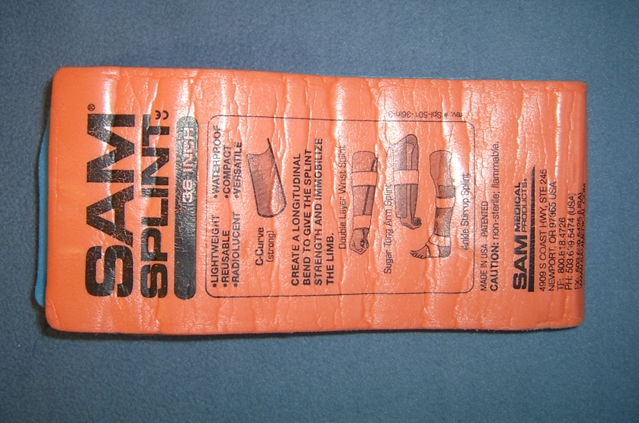 SAM®
SPLINT
36 INCH
•LIGHTWEIGHT •WATERPROOF
•REUSABLE •COMPACT
•RADIOLUCENT •VERSATILE
C-Curve
(strong)
CREATE A LONGITUDINAL
BEND TO GIVE THE SPLINT
STRENGTH AND IMMOBILIZE
THE LIMB.
Double Layer Wrist Splint
Sugar Tong Arm Splint
Ankle Stirrup Splint
MADE IN USA PATENTED
CAUTION: non-sterile; flammable.
SAM MEDICAL
PRODUCTS
4909 S COAST HWY, STE 245
NEWPORT, OR 97365 USA